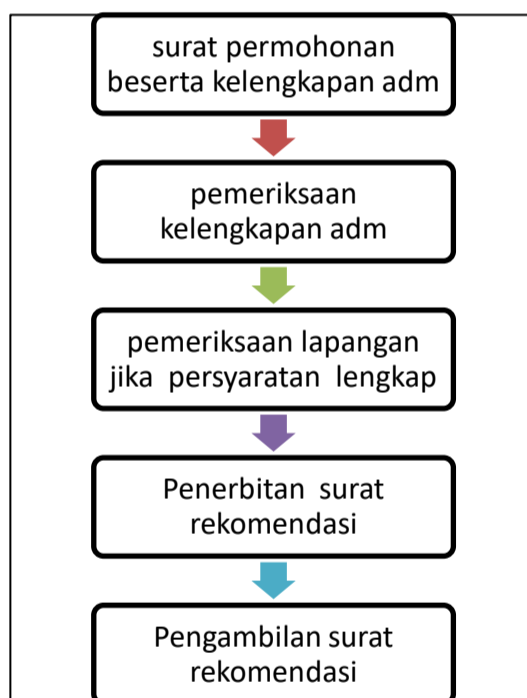 surat permohonan
beserta kelengkapan adm
pemeriksaan
kelengkapan adm
pemeriksaan lapangan
jika persyaratan lengkap
Penerbitan surat
rekomendasi
Pengambilan surat
rekomendasi